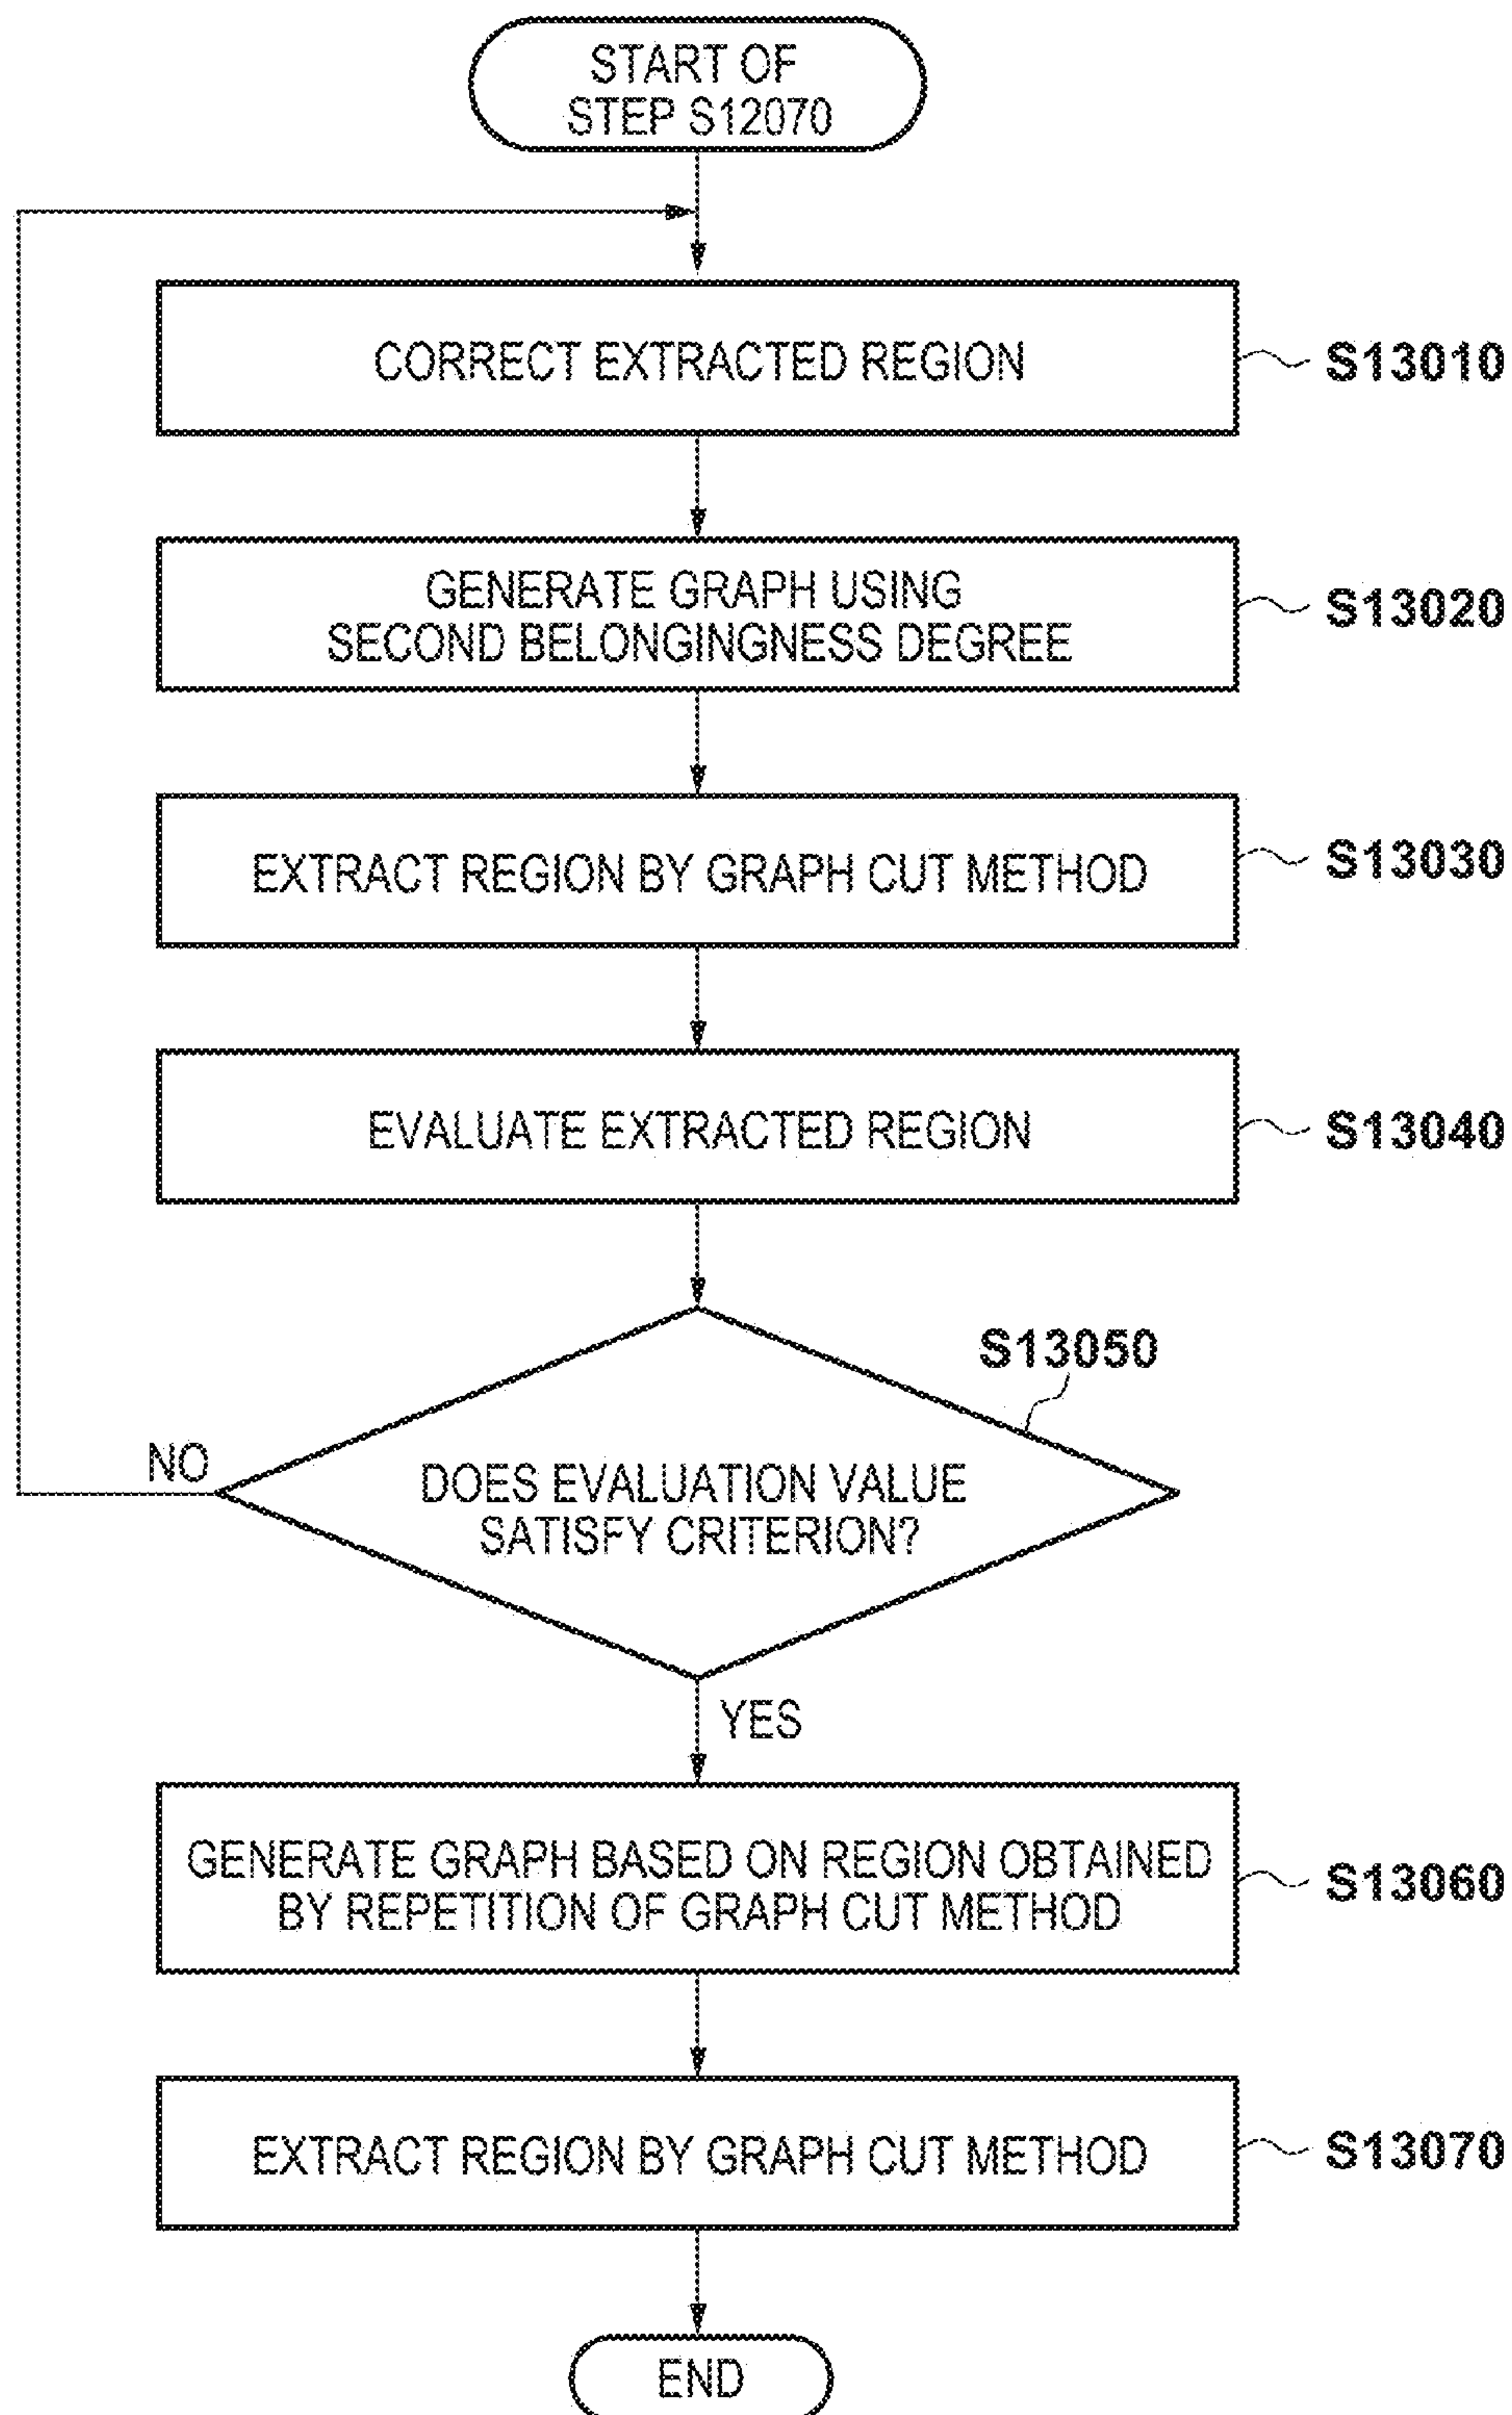 START OF
STEP S12070
CORRECT EXTRACTED REGION
S13010
GENERATE GRAPH USING
SECOND BELONGINGNESS DEGREE
S13020
EXTRACT REGION BY GRAPH CUT METHOD
S13030
EVALUATE EXTRACTED REGION
S13040
S13050
NO
DOES EVALUATION VALUE
SATISFY CRITERION?
YES
GENERATE GRAPH BASED ON REGION OBTAINED
BY REPETITION OF GRAPH CUT METHOD
S13060
EXTRACT REGION BY GRAPH CUT METHOD
S13070
END